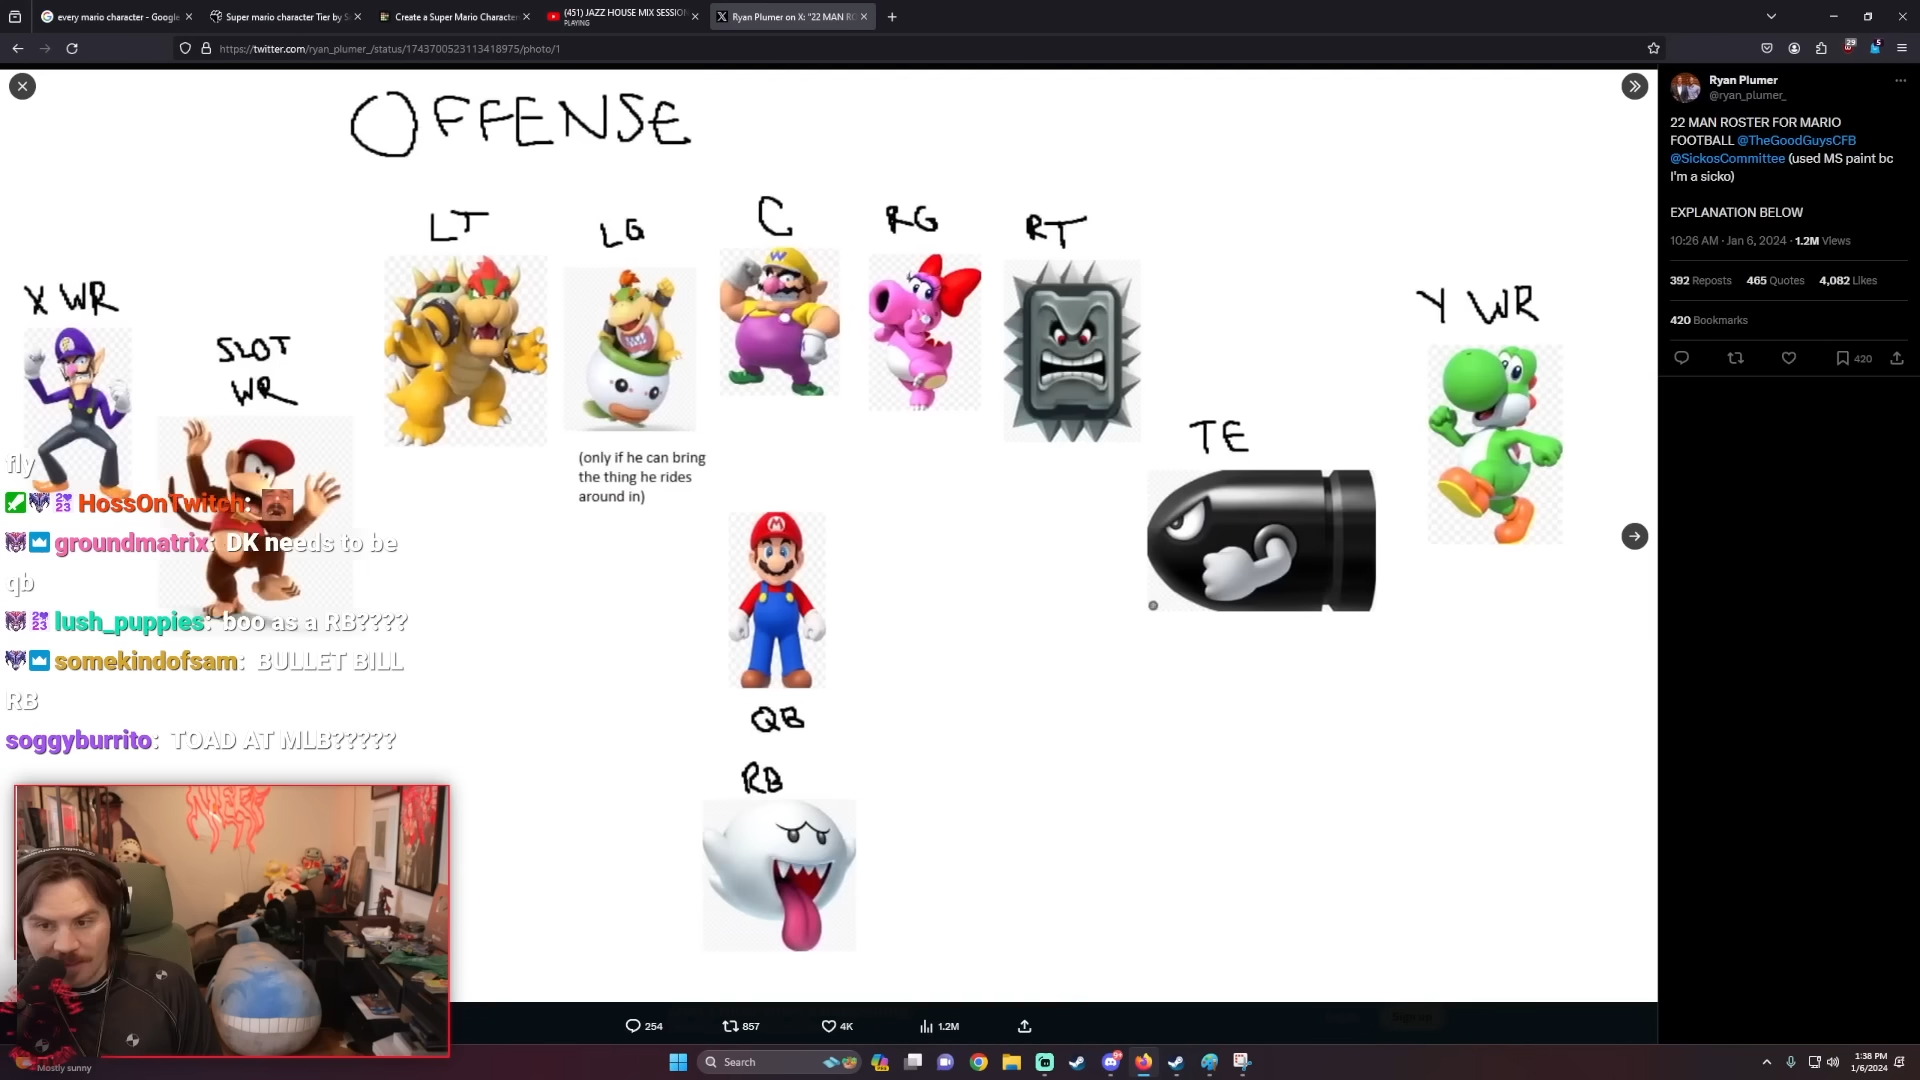 every mario character - Google
Super mario character Tier by S
Create a Super Mario Character
(451) JAZZ HOUSE MIX SESSION
PLAYING
Ryan Plumer on X: "22 MAN RO
https://twitter.com/ryan_plumer_/status/1743700523113418975/photo/1
29
5
OFFENSE
X WR
SLOT
WR
LT
LG
C
RG
RT
TE
Y WR
(only if he can bring
the thing he rides
around in)
QB
RB
fly
23 HossOnTwitch:
groundmatrix: DK needs to be
qb
23 lush_puppies: boo as a RB????
somekindofsam: BULLET BILL
RB
soggyburrito: TOAD AT MLB?????
Ryan Plumer
@ryan_plumer_
22 MAN ROSTER FOR MARIO
FOOTBALL @TheGoodGuysCFB
@SickosCommittee (used MS paint bc
I'm a sicko)
EXPLANATION BELOW
10:26 AM · Jan 6, 2024 · 1.2M Views
392 Reposts 465 Quotes 4,082 Likes
420 Bookmarks
420
254
857
4K
1.2M
Mostly sunny
Search
1:38 PM
1/6/2024